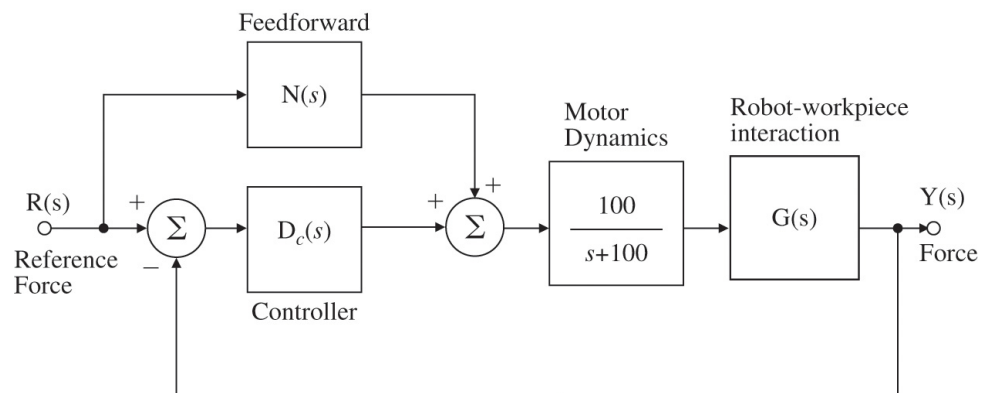 Feedforward
N(s)
Motor
Dynamics
Robot-workpiece
interaction
R(s)
+
Σ
−
Reference
Force
D_c(s)
Controller
+
+
Σ
100
s+100
G(s)
Y(s)
Force